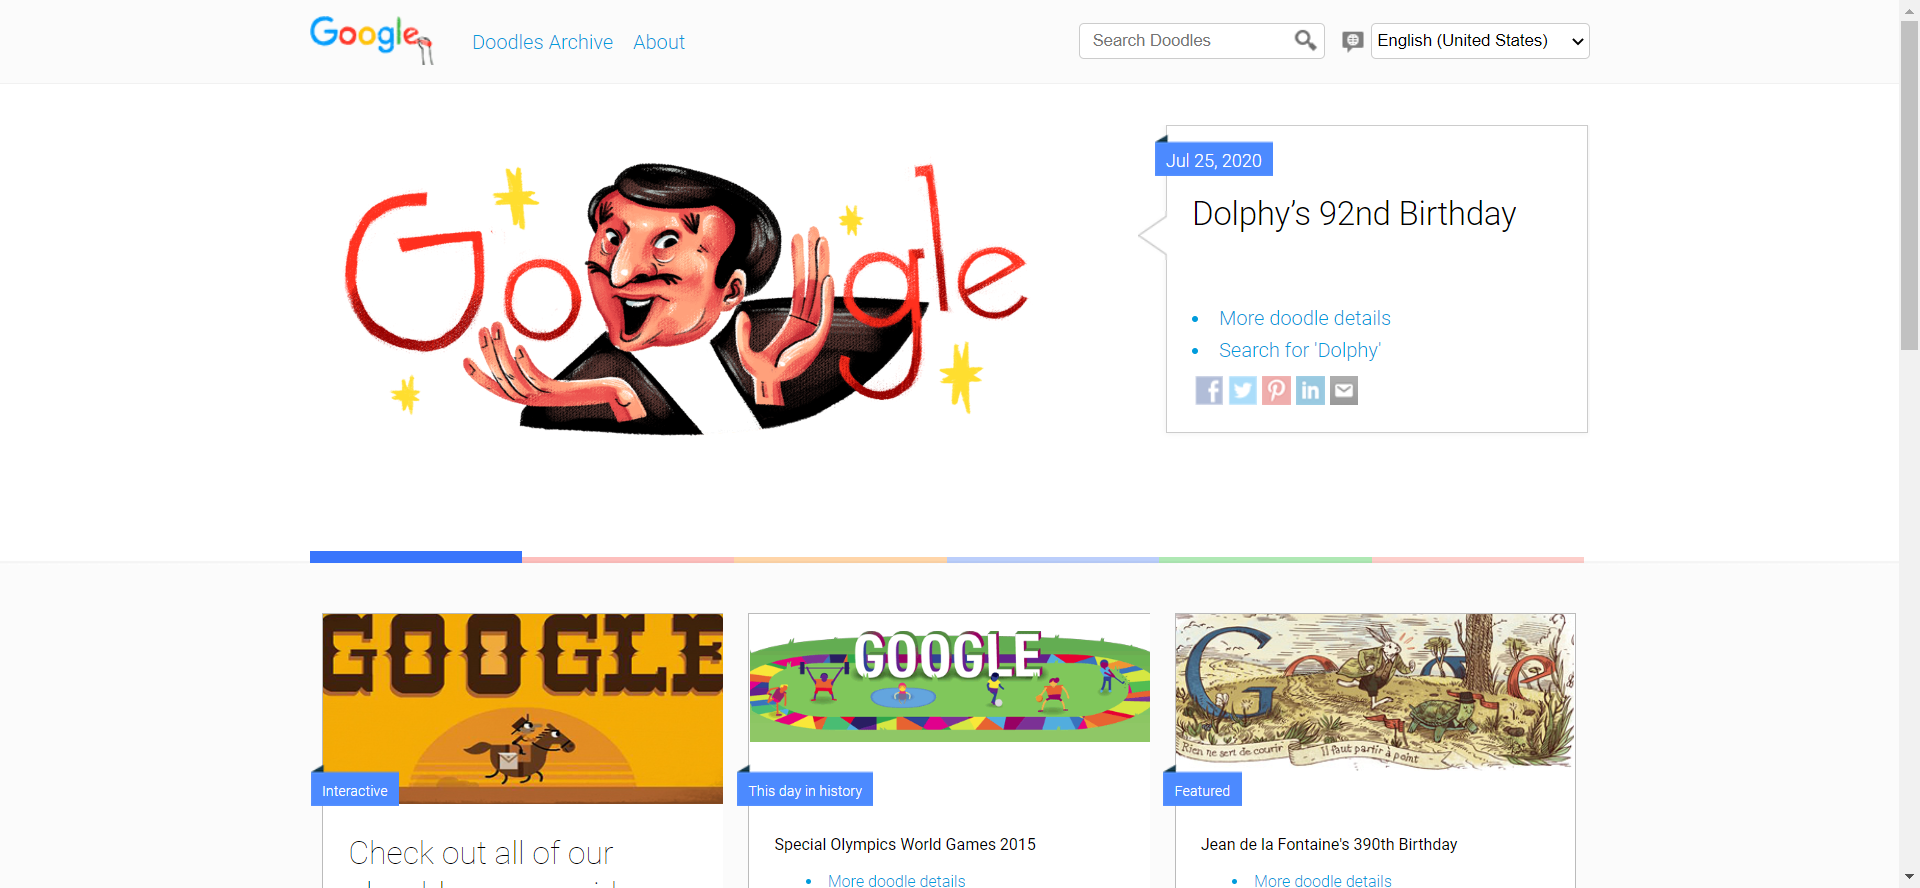 Google
Doodles Archive
About
Search Doodles
English (United States)
Google
Jul 25, 2020
Dolphy’s 92nd Birthday
More doodle details
Search for 'Dolphy'
GOOGLE
Interactive
Check out all of our
GOOGLE
This day in history
Special Olympics World Games 2015
More doodle details
Google
Rien ne sert de courir
Il faut partir à point
Featured
Jean de la Fontaine's 390th Birthday
More doodle details